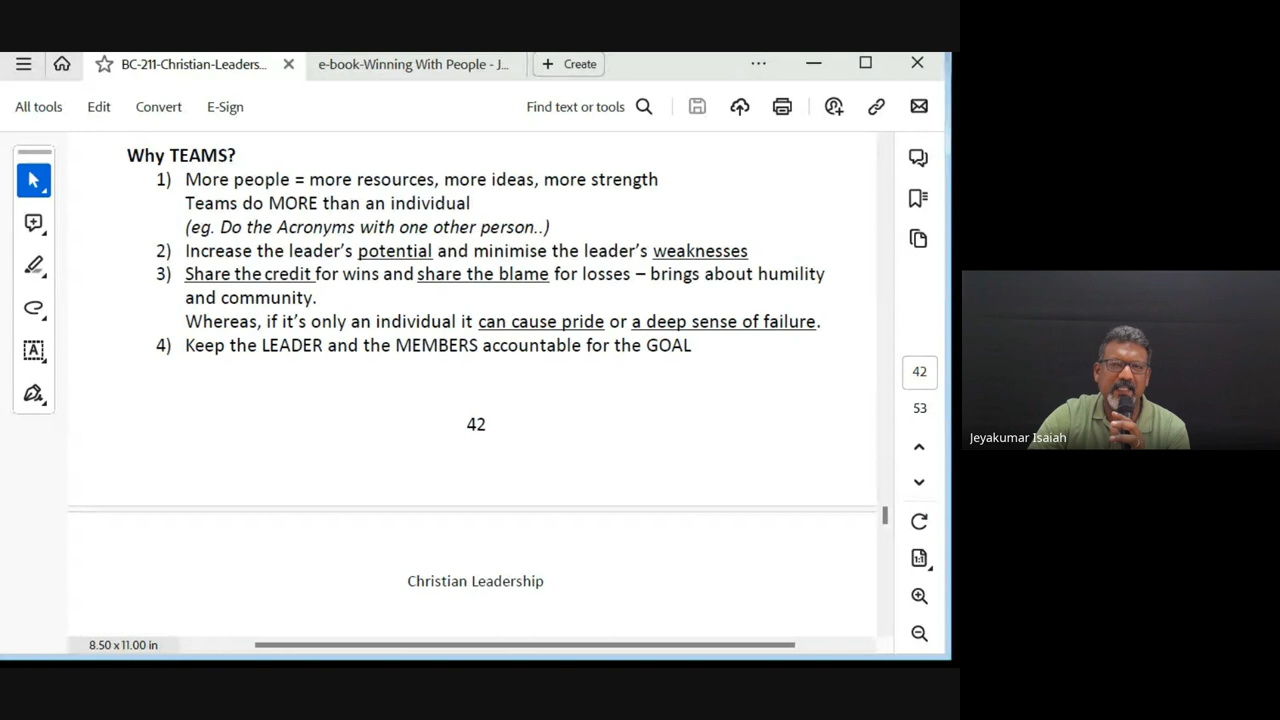 BC-211-Christian-Leaders...
e-book-Winning With People - J...
Create
All tools
Edit
Convert
E-Sign
Find text or tools
Why TEAMS?
1) More people = more resources, more ideas, more strength
Teams do MORE than an individual
(eg. Do the Acronyms with one other person..)
2) Increase the leader's potential and minimise the leader's weaknesses
3) Share the credit for wins and share the blame for losses – brings about humility
and community.
Whereas, if it's only an individual it can cause pride or a deep sense of failure.
4) Keep the LEADER and the MEMBERS accountable for the GOAL
42
42
53
Christian Leadership
8.50 x 11.00 in
1:1
Jeyakumar Isaiah